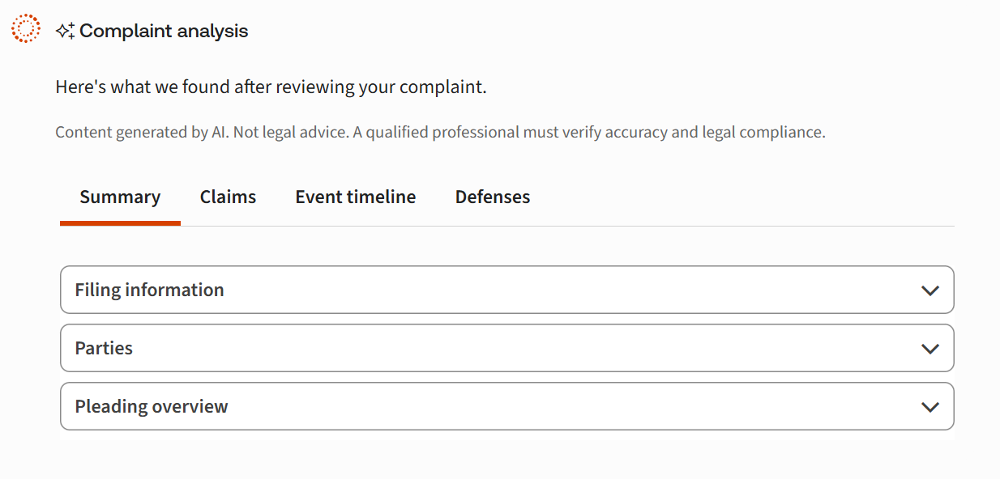 Complaint analysis
Here's what we found after reviewing your complaint.
Content generated by AI. Not legal advice. A qualified professional must verify accuracy and legal compliance.
Summary Claims Event timeline Defenses
Filing information
Parties
Pleading overview